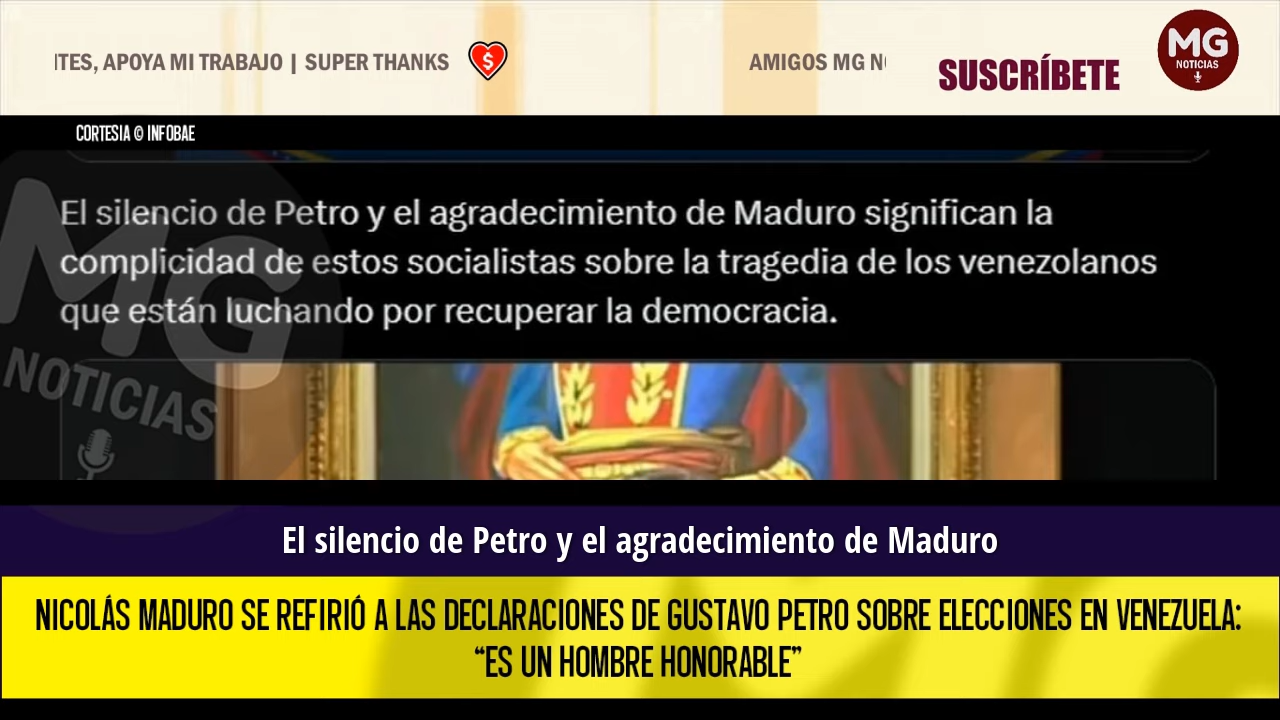 ITES, APOYA MI TRABAJO | SUPER THANKS
$
AMIGOS MG
SUSCRÍBETE
MG
NOTICIAS
CORTESIA © INFOBAE
El silencio de Petro y el agradecimiento de Maduro significan la
complicidad de estos socialistas sobre la tragedia de los venezolanos
que están luchando por recuperar la democracia.
MG
NOTICIAS
El silencio de Petro y el agradecimiento de Maduro
NICOLÁS MADURO SE REFIRIÓ A LAS DECLARACIONES DE GUSTAVO PETRO SOBRE ELECCIONES EN VENEZUELA:
“ES UN HOMBRE HONORABLE”